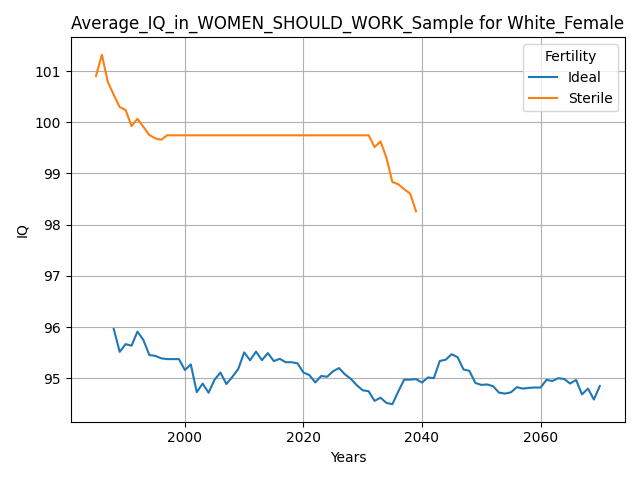 Average_IQ_in_WOMEN_SHOULD_WORK_Sample for White_Female
Fertility
Ideal
Sterile
101
100
99
98
97
96
95
IQ
2000
2020
2040
2060
Years